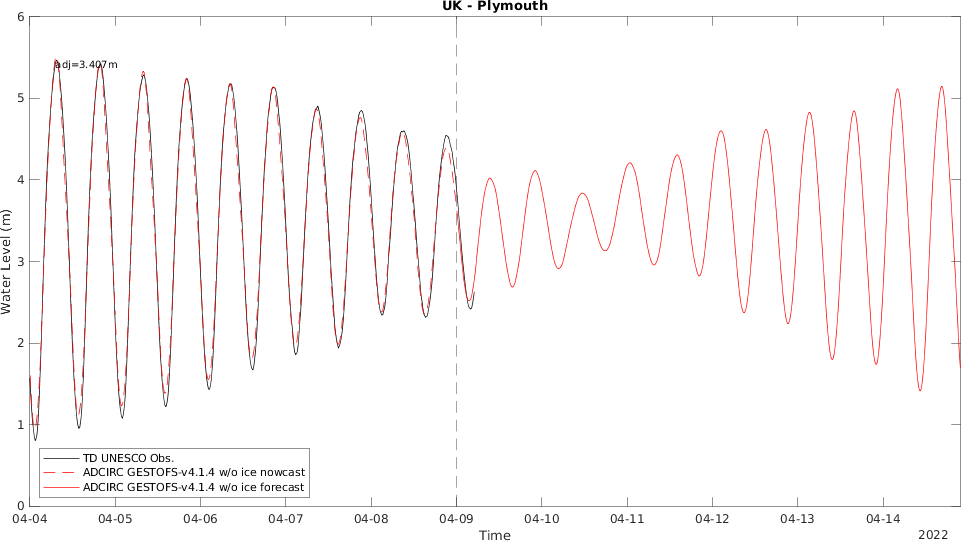 UK - Plymouth
6
adj=3.407m
5
4
3
2
1
0
Water Level (m)
TD UNESCO Obs.
ADCIRC GESTOFS-v4.1.4 w/o ice nowcast
ADCIRC GESTOFS-v4.1.4 w/o ice forecast
04-04 04-05 04-06 04-07 04-08 04-09 04-10 04-11 04-12 04-13 04-14
Time
2022